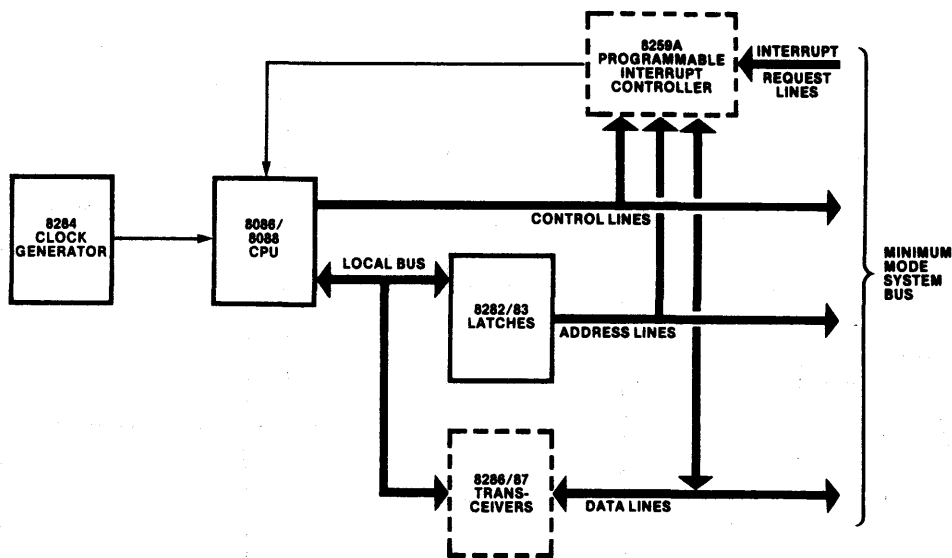 8259A
PROGRAMMABLE
INTERRUPT
CONTROLLER
INTERRUPT
REQUEST
LINES
8284
CLOCK
GENERATOR
8086/
8088
CPU
CONTROL LINES
LOCAL BUS
8282/83
LATCHES
ADDRESS LINES
MINIMUM
MODE
SYSTEM
BUS
8286/87
TRANS-
CEIVERS
DATA LINES